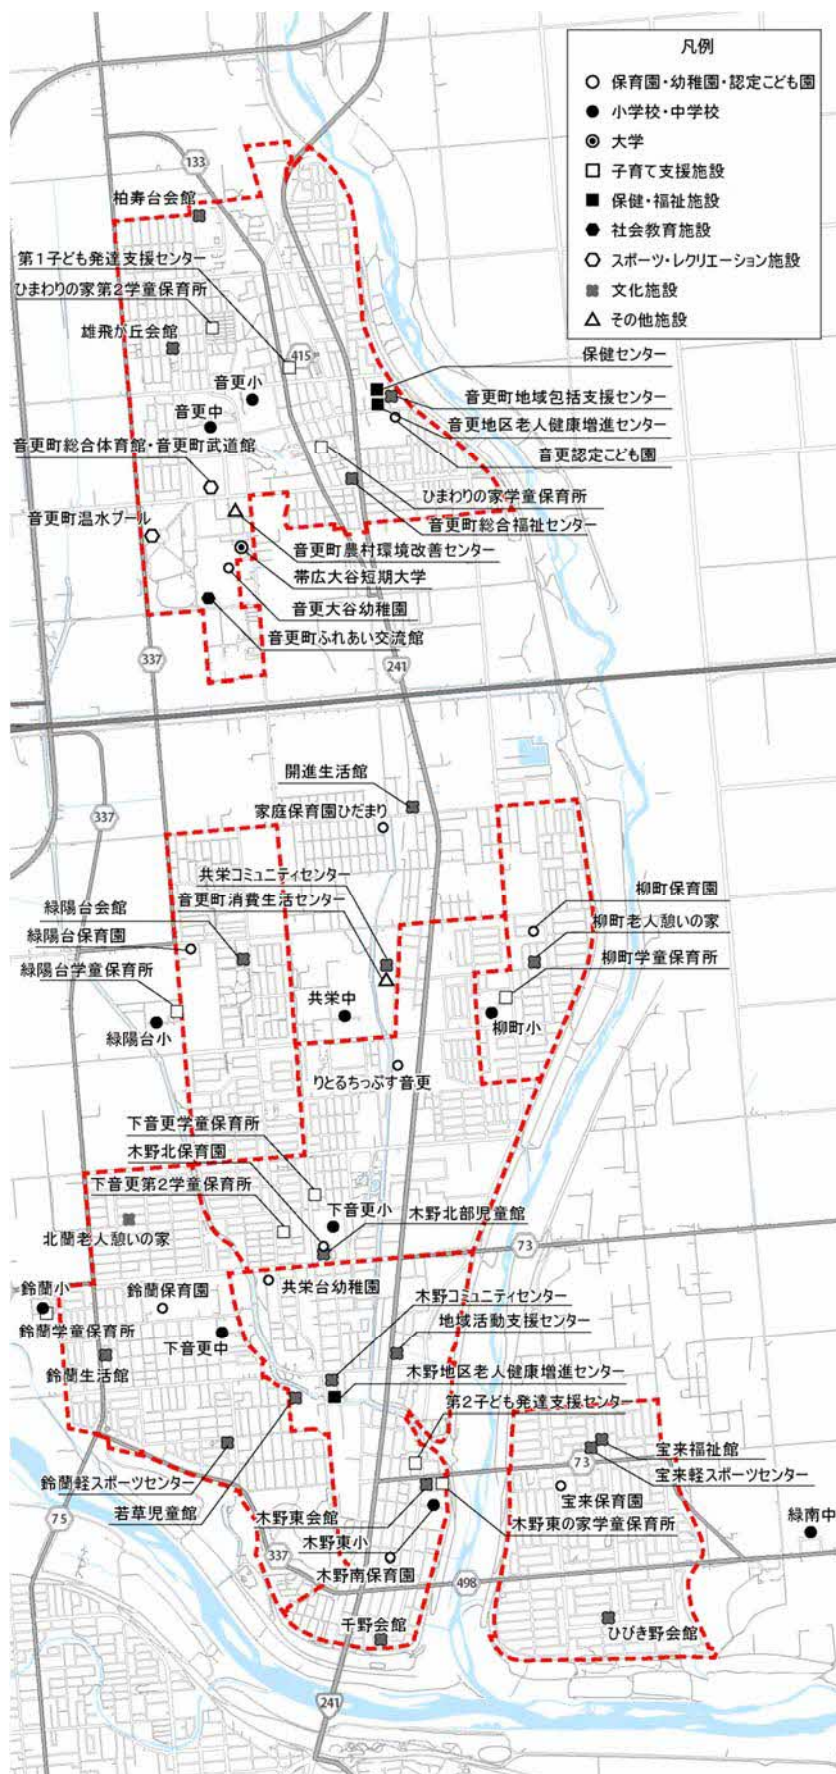 凡例
保育園・幼稚園・認定こども園
小学校・中学校
大学
子育て支援施設
保健・福祉施設
社会教育施設
スポーツ・レクリエーション施設
文化施設
その他施設
133
柏寿台会館
第1子ども発達支援センター
ひまわりの家第2学童保育所
雄飛が丘会館
415
保健センター
音更小
音更町地域包括支援センター
音更中
音更地区老人健康増進センター
音更町総合体育館・音更町武道館
音更認定こども園
ひまわりの家学童保育所
音更町総合福祉センター
音更町温水プール
音更町農村環境改善センター
帯広大谷短期大学
音更大谷幼稚園
音更町ふれあい交流館
337
241
開進生活館
家庭保育園ひだまり
337
共栄コミュニティセンター
音更町消費生活センター
柳町保育園
緑陽台会館
柳町老人憩いの家
緑陽台保育園
柳町学童保育所
緑陽台学童保育所
共栄中
緑陽台小
柳町小
りとるちっぷす音更
下音更学童保育所
木野北保育園
下音更第2学童保育所
下音更小
木野北部児童館
北蘭老人憩いの家
73
鈴蘭小
鈴蘭保育園
共栄台幼稚園
木野コミュニティセンター
鈴蘭学童保育所
下音更中
地域活動支援センター
鈴蘭生活館
木野地区老人健康増進センター
第2子ども発達支援センター
宝来福祉館
73
宝来軽スポーツセンター
鈴蘭軽スポーツセンター
宝来保育園
若草児童館
木野東会館
木野東の家学童保育所
緑南中
75
木野東小
337
木野南保育園
498
千野会館
ひびき野会館
241